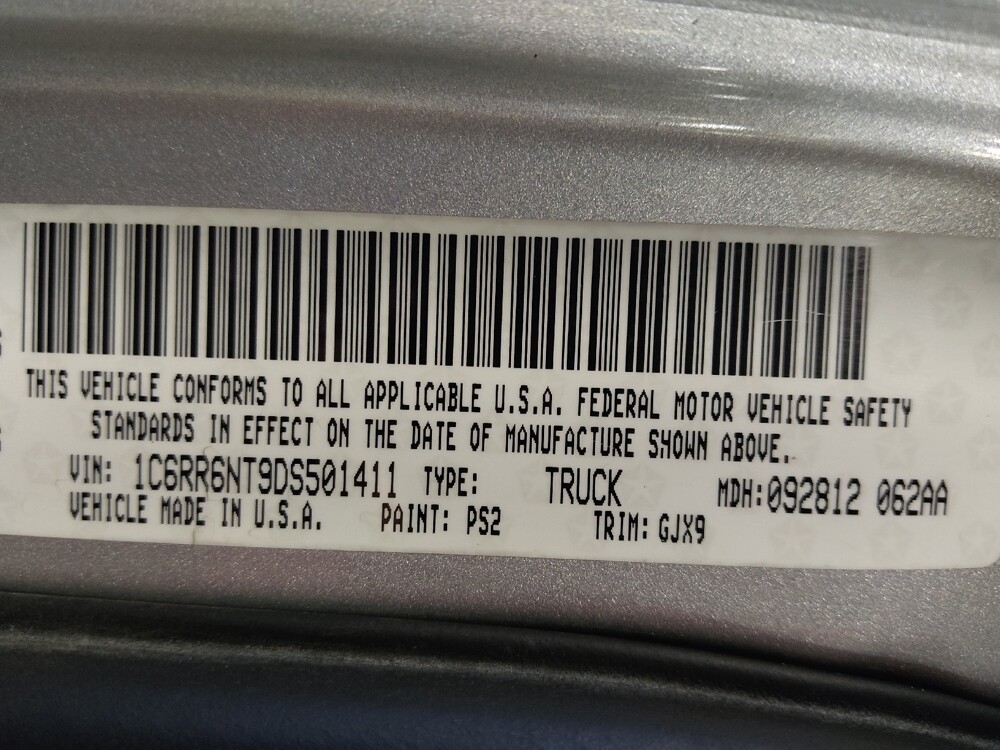 THIS VEHICLE CONFORMS TO ALL APPLICABLE U.S.A. FEDERAL MOTOR VEHICLE SAFETY
STANDARDS IN EFFECT ON THE DATE OF MANUFACTURE SHOWN ABOVE.
VIN: 1C6RR6NT9DS501411 TYPE: TRUCK MDH:092812 062AA
VEHICLE MADE IN U.S.A. PAINT: PS2 TRIM: GJX9